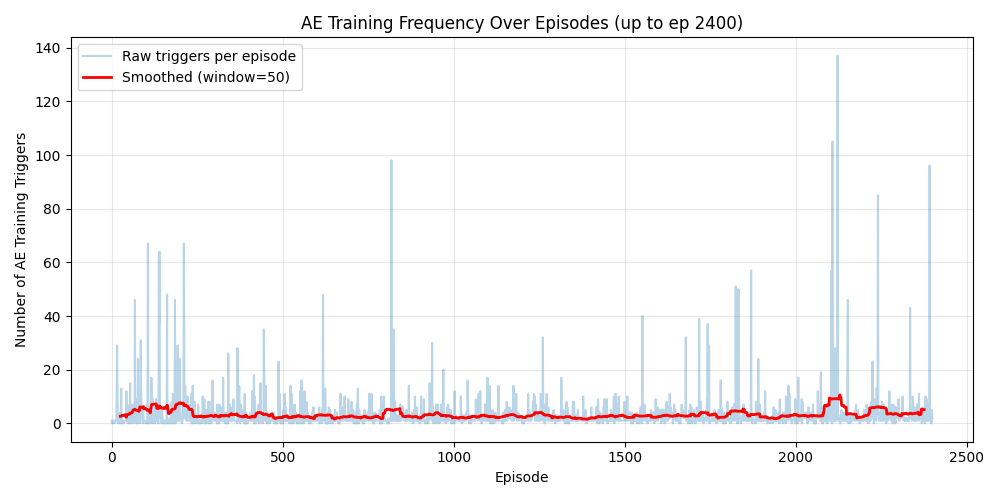 AE Training Frequency Over Episodes (up to ep 2400)
Raw triggers per episode
Smoothed (window=50)
Number of AE Training Triggers
140
120
100
80
60
40
20
0
0 500 1000 1500 2000 2500
Episode